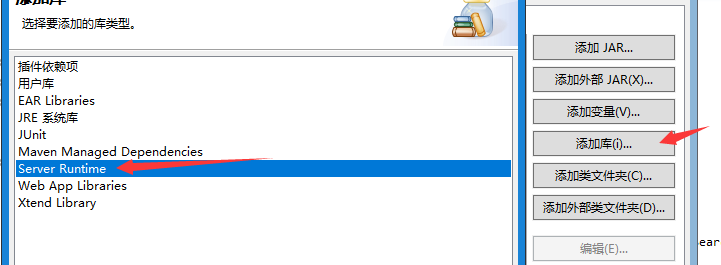 添加库
选择要添加的库类型。
插件依赖项
用户库
EAR Libraries
JRE 系统库
JUnit
Maven Managed Dependencies
Server Runtime
Web App Libraries
Xtend Library
添加 JAR...
添加外部 JAR(X)...
添加变量(V)...
添加库(i)...
添加类文件夹(C)...
添加外部类文件夹(D)...
编辑(E)...
sear